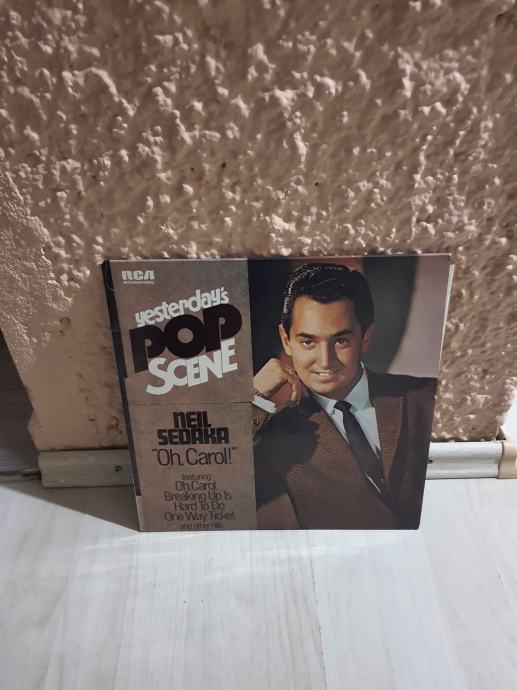 RCA
INTERNATIONAL
yesterday's
POP
SCENE
NEIL
SEDAKA
"Oh, Carol!"
featuring
Oh, Carol
Breaking Up Is
Hard To Do
One Way Ticket
and other Hits